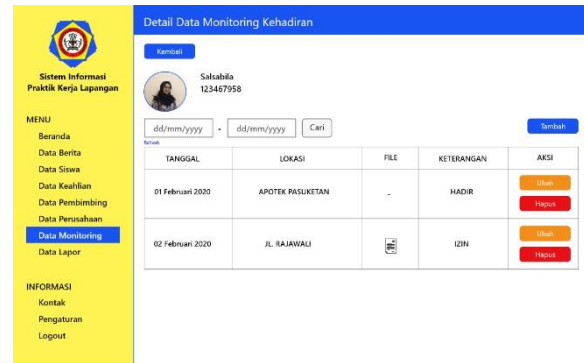 Sistem Informasi
Praktik Kerja Lapangan
MENU
Beranda
Data Berita
Data Siswa
Data Keahlian
Data Pembimbing
Data Perusahaan
Data Monitoring
Data Lapor
INFORMASI
Kontak
Pengaturan
Logout
Detail Data Monitoring Kehadiran
Kembali
Salsabila
123467958
dd/mm/yyyy - dd/mm/yyyy Cari Tambah
Refresh
TANGGAL LOKASI FILE KETERANGAN AKSI
01 Februari 2020 APOTEK PASUKETAN - HADIR Ubah
Hapus
02 Februari 2020 JL. RAJAWALI IZIN Ubah
Hapus